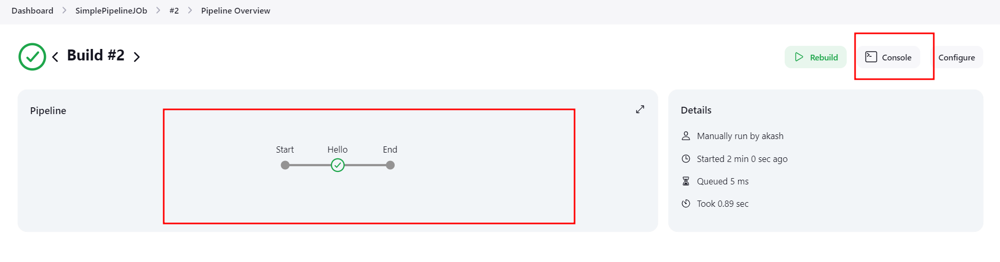 Dashboard > SimplePipelineJOb > #2 > Pipeline Overview
< Build #2 >
Rebuild
Console
Configure
Pipeline
Start Hello End
Details
Manually run by akash
Started 2 min 0 sec ago
Queued 5 ms
Took 0.89 sec